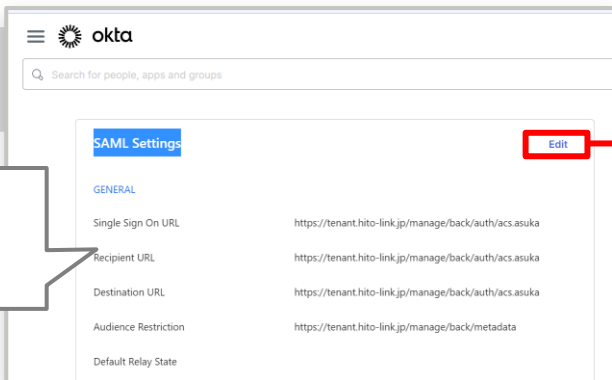 okta
Search for people, apps and groups
SAML Settings
Edit
GENERAL
Single Sign On URL https://tenant.hito-link.jp/manage/back/auth/acs.asuka
Recipient URL https://tenant.hito-link.jp/manage/back/auth/acs.asuka
Destination URL https://tenant.hito-link.jp/manage/back/auth/acs.asuka
Audience Restriction https://tenant.hito-link.jp/manage/back/metadata
Default Relay State